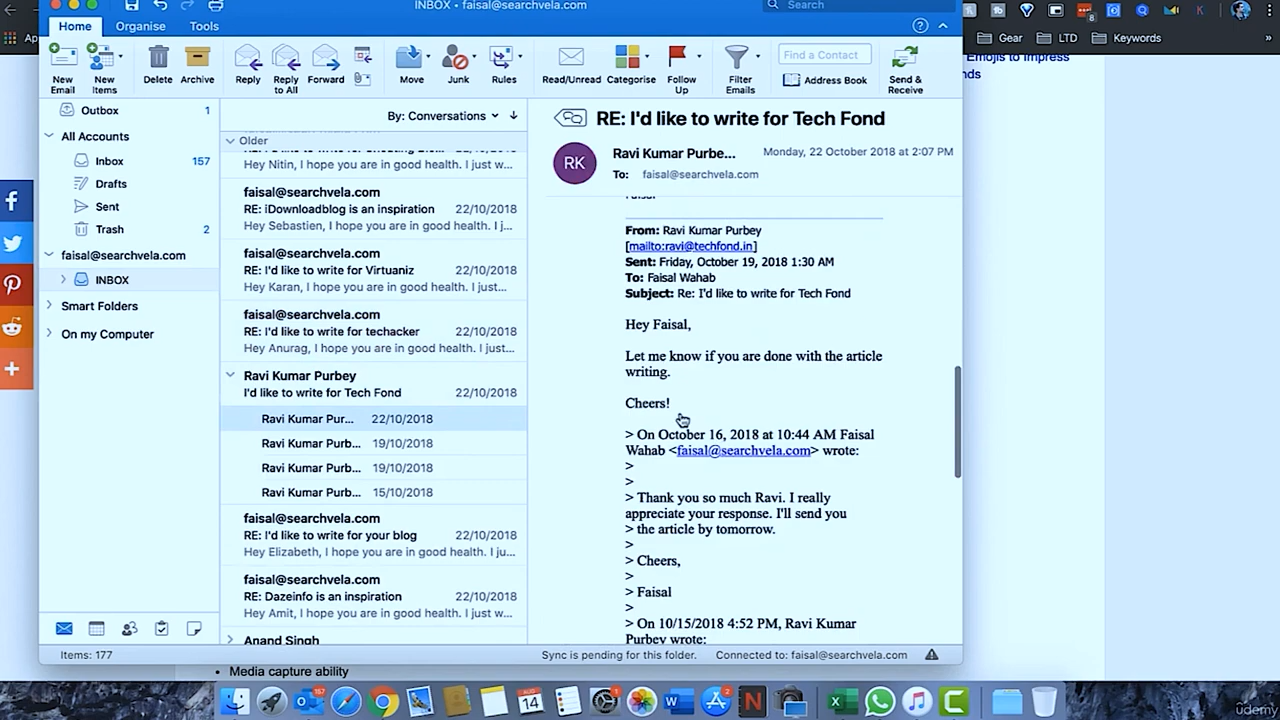 INBOX • faisal@searchvela.com
Search
Home
Organise
Tools
New Email
New Items
Delete
Archive
Reply
Reply to All
Forward
Move
Junk
Rules
Read/Unread
Categorise
Follow Up
Filter Emails
Find a Contact
Address Book
Send & Receive
Gear
LTD
Keywords
Emojis to Impress
Outbox 1
All Accounts
Inbox 157
Drafts
Sent
Trash 2
faisal@searchvela.com
INBOX
Smart Folders
On my Computer
Items: 177
By: Conversations
Older
Hey Nitin, I hope you are in good health. I just w...
faisal@searchvela.com
RE: iDownloadblog is an inspiration 22/10/2018
Hey Sebastien, I hope you are in good health. I j...
faisal@searchvela.com
RE: I'd like to write for Virtuaniz 22/10/2018
Hey Karan, I hope you are in good health. I just...
faisal@searchvela.com
RE: I'd like to write for techacker 22/10/2018
Hey Anurag, I hope you are in good health. I just...
Ravi Kumar Purbey
I'd like to write for Tech Fond 22/10/2018
Ravi Kumar Pur... 22/10/2018
Ravi Kumar Purb... 19/10/2018
Ravi Kumar Purb... 19/10/2018
Ravi Kumar Purb... 15/10/2018
faisal@searchvela.com
RE: I'd like to write for your blog 22/10/2018
Hey Elizabeth, I hope you are in good health. I ju...
faisal@searchvela.com
RE: Dazeinfo is an inspiration 22/10/2018
Hey Amit, I hope you are in good health. I just w...
Anand Singh
RE: I'd like to write for Tech Fond
RK
Ravi Kumar Purbe...
Monday, 22 October 2018 at 2:07 PM
To: faisal@searchvela.com
Faisal
From: Ravi Kumar Purbey
[mailto:ravi@techfond.in]
Sent: Friday, October 19, 2018 1:30 AM
To: Faisal Wahab
Subject: Re: I'd like to write for Tech Fond
Hey Faisal,
Let me know if you are done with the article
writing.
Cheers!
> On October 16, 2018 at 10:44 AM Faisal
Wahab <faisal@searchvela.com> wrote:
>
>
> Thank you so much Ravi. I really
appreciate your response. I'll send you
> the article by tomorrow.
>
> Cheers,
>
> Faisal
>
> On 10/15/2018 4:52 PM, Ravi Kumar
Purbey wrote:
Sync is pending for this folder.
Connected to: faisal@searchvela.com
• Media capture ability
AUG
14
udemy